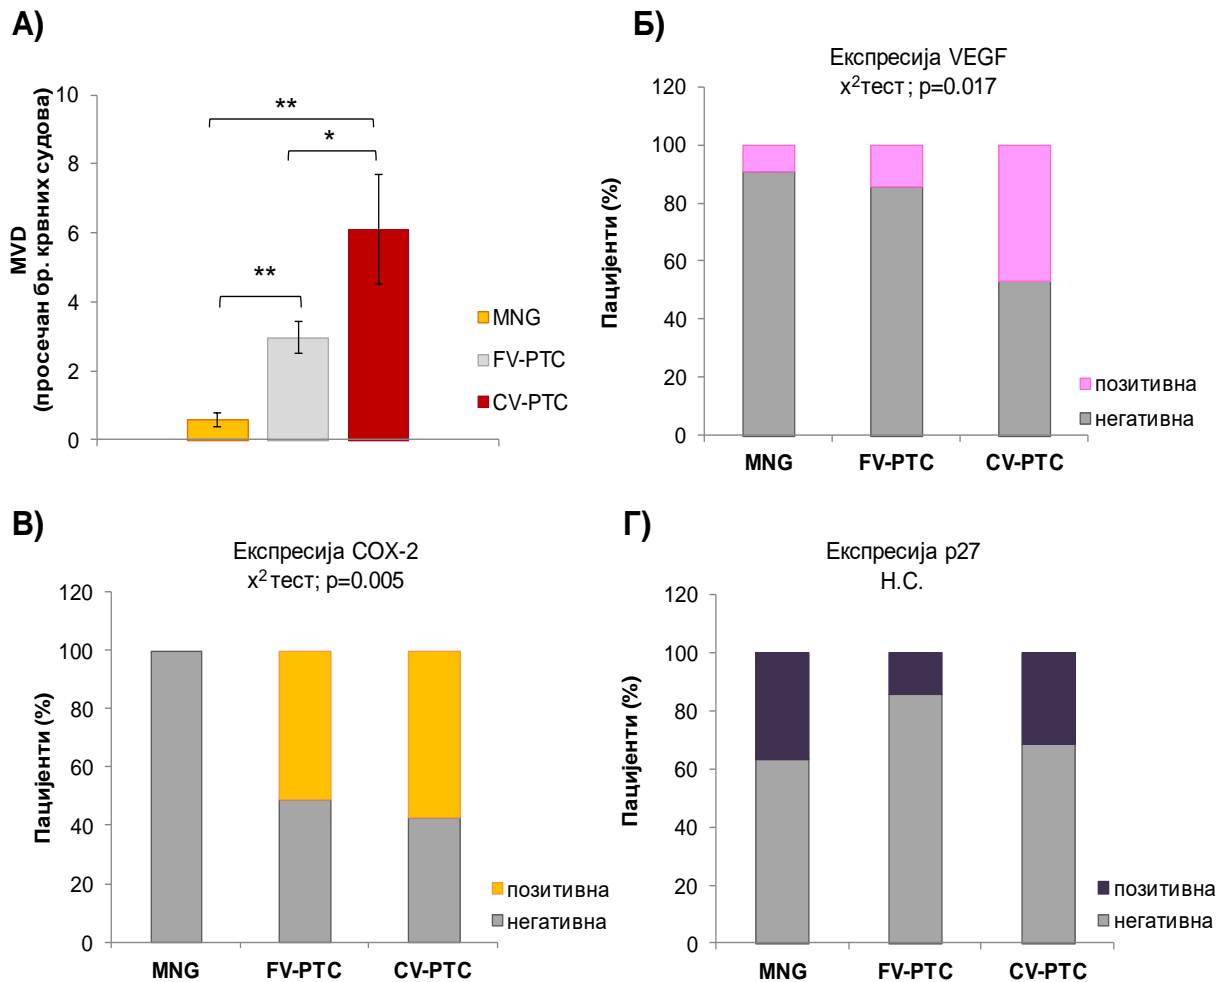 А)
MVD
(просечан бр. крвних судова)
10
8
6
4
2
0
**
*
**
MNG
FV-PTC
CV-PTC
Б)
Експресија VEGF
x²тест; p=0.017
Пацијенти (%)
120
100
80
60
40
20
0
MNG
FV-PTC
CV-PTC
позитивна
негативна
В)
Експресија COX-2
x² тест; p=0.005
Пацијенти (%)
120
100
80
60
40
20
0
MNG
FV-PTC
CV-PTC
позитивна
негативна
Г)
Експресија p27
Н.С.
Пацијенти (%)
120
100
80
60
40
20
0
MNG
FV-PTC
CV-PTC
позитивна
негативна